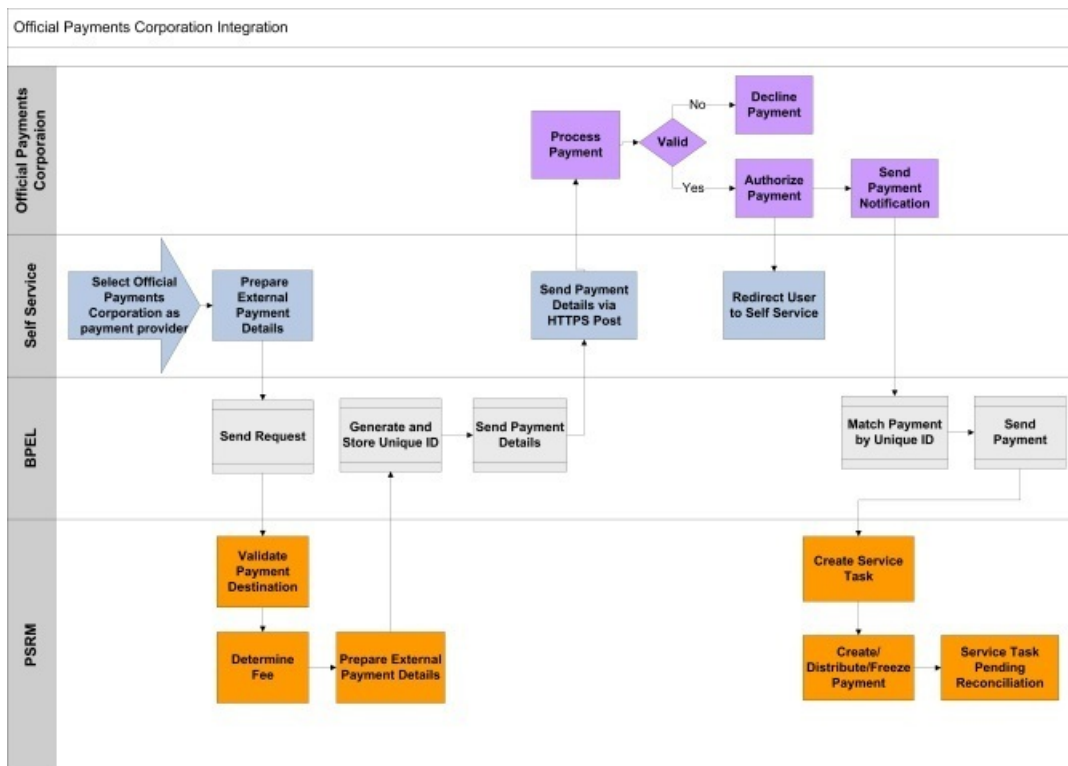 Official Payments Corporation Integration
Official Payments
Corporaion
Process
Payment
Valid
No
Decline
Payment
Yes
Authorize
Payment
Send
Payment
Notification
Self Service
Select Official
Payments
Corporation as
payment provider
Prepare
External
Payment
Details
Send Payment
Details via
HTTPS Post
Redirect User
to Self Service
BPEL
Send Request
Generate and
Store Unique ID
Send Payment
Details
Match Payment
by Unique ID
Send
Payment
PSRM
Validate
Payment
Destination
Determine
Fee
Prepare External
Payment Details
Create Service
Task
Create/
Distribute/Freeze
Payment
Service Task
Pending
Reconciliation